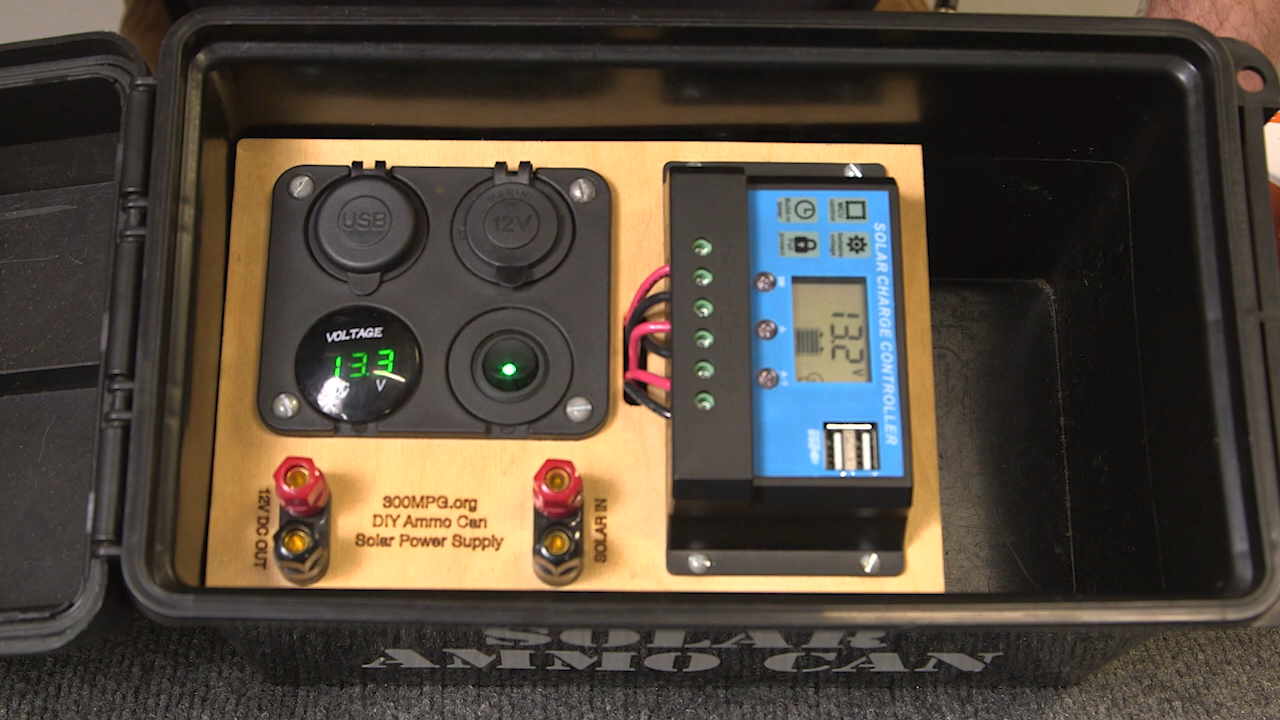 USB
12V
VOLTAGE
13.3
V
12V DC OUT
300MPG.org
DIY Ammo Can
Solar Power Supply
SOLAR IN
SOLAR CHARGE CONTROLLER
13.2V
SOLAR
AMMO CAN